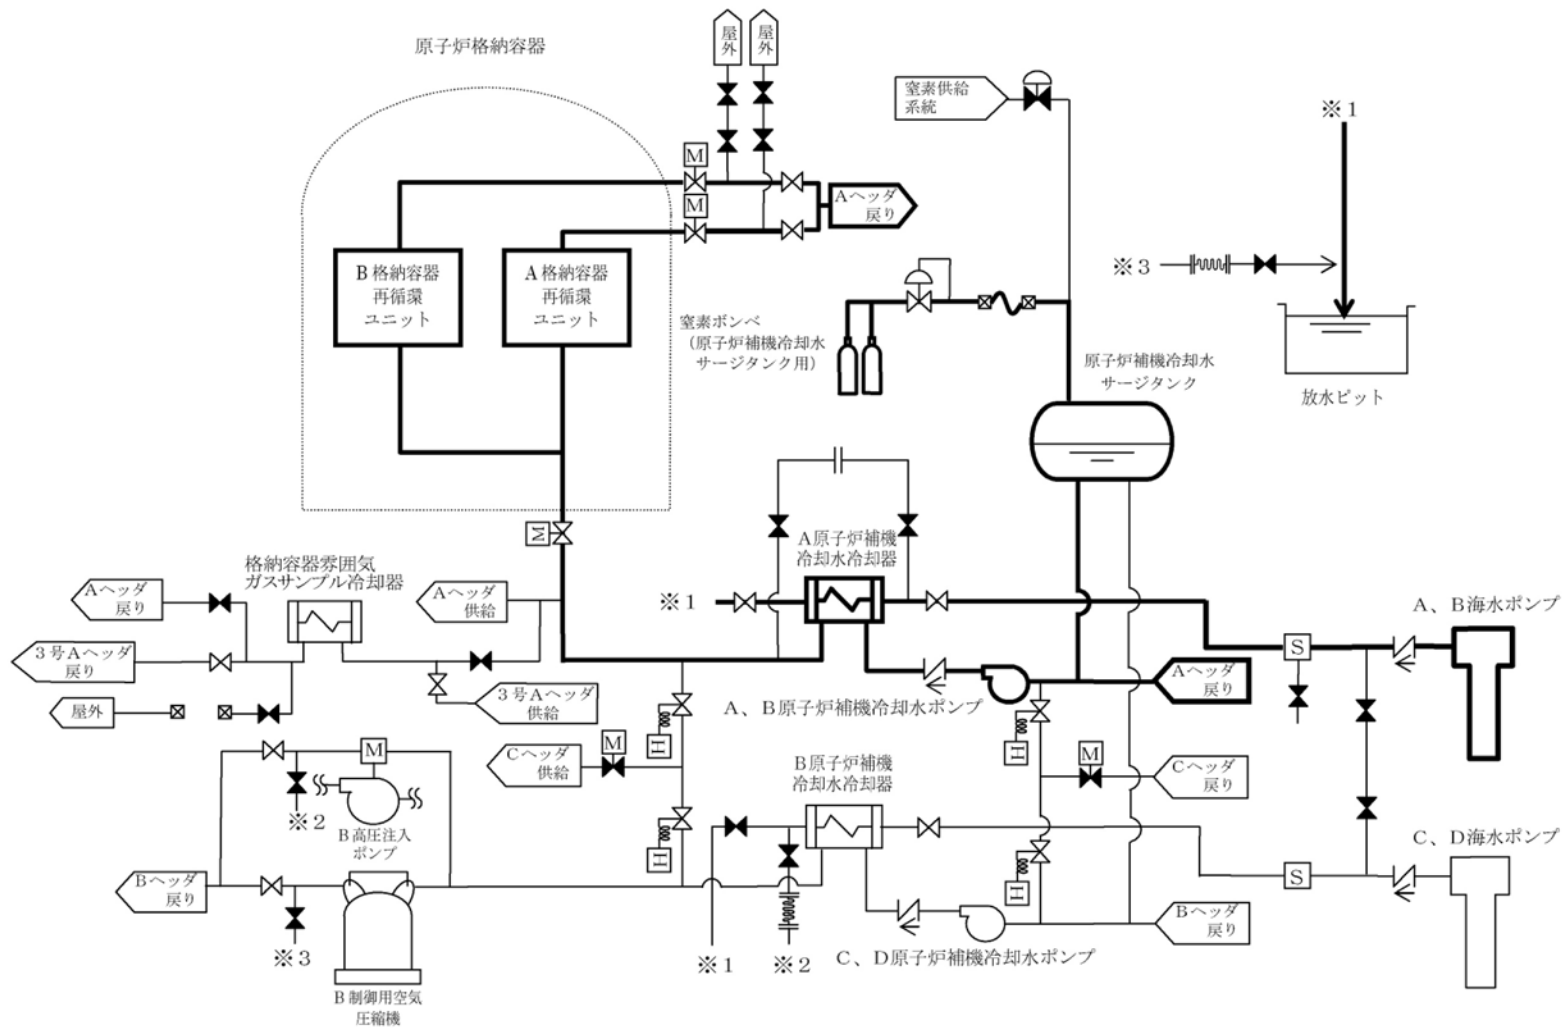 屋外
屋外
原子炉格納容器
窒素供給
系統
※1
M
M
Aヘッダ
戻り
※3
B 格納容器
再循環
ユニット
A 格納容器
再循環
ユニット
窒素ボンベ
(原子炉補機冷却水
サージタンク用)
原子炉補機冷却水
サージタンク
放水ピット
M
A原子炉補機
冷却水冷却器
格納容器雰囲気
ガスサンプル冷却器
Aヘッダ
戻り
Aヘッダ
供給
※1
A、B海水ポンプ
3号Aヘッダ
戻り
S
Aヘッダ
戻り
3号Aヘッダ
供給
屋外
A、B原子炉補機冷却水ポンプ
H
H
M
M
M
Cヘッダ
供給
B原子炉補機
冷却水冷却器
Cヘッダ
戻り
※2
B高圧注入
ポンプ
C、D海水ポンプ
H
H
S
Bヘッダ
戻り
Bヘッダ
戻り
※3
※1
※2
C、D原子炉補機冷却水ポンプ
B制御用空気
圧縮機